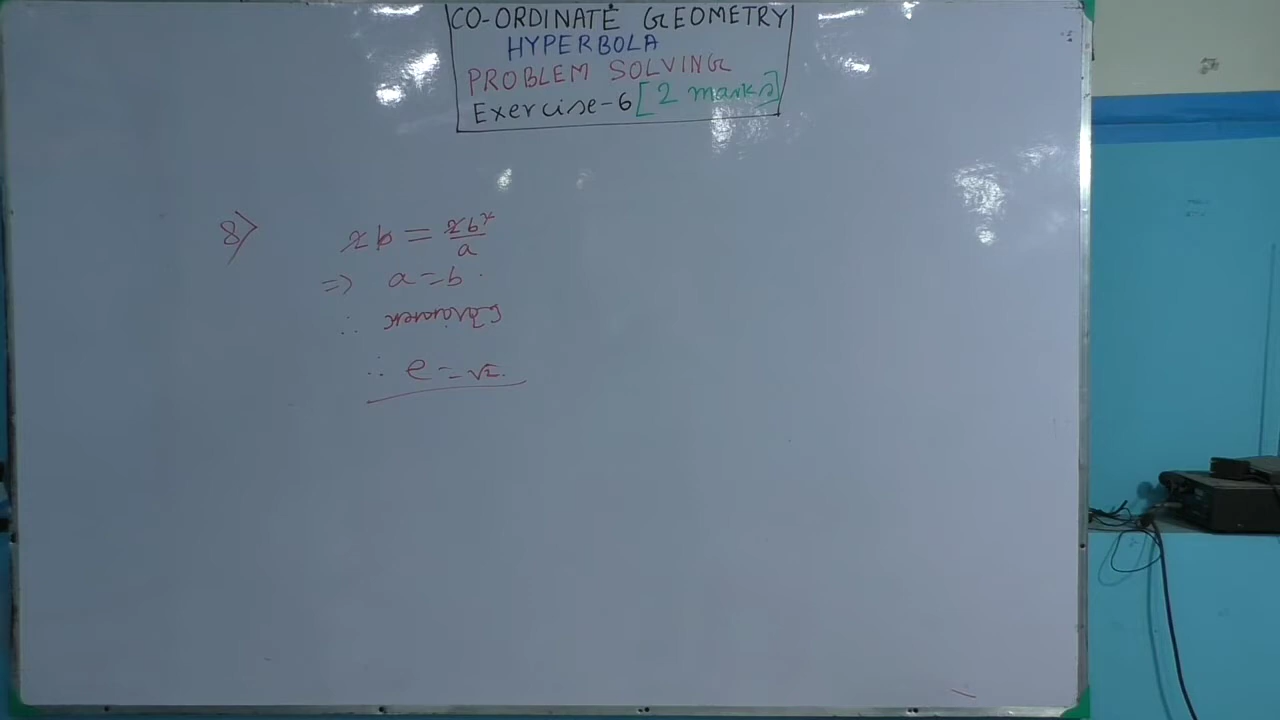 CO-ORDINATE GEOMETRY
HYPERBOLA
PROBLEM SOLVING
Exercise-6 [2 marks]
8) 2b = 2b²/a
=> a = b.
∴
∴ e = √2.